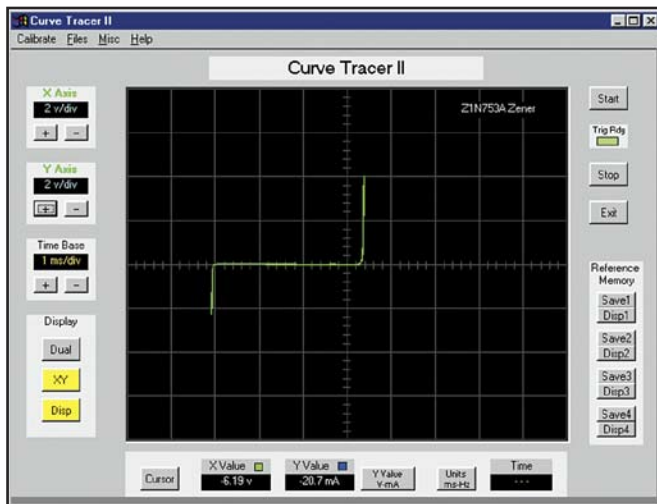 Curve Tracer II
Calibrate Files Misc Help
Curve Tracer II
X Axis
2 v/div
+ -
Y Axis
2 v/div
+ -
Time Base
1 ms/div
+ -
Display
Dual
XY
Disp
Z1N753A Zener
Start
Trig Rdy
Stop
Exit
Reference
Memory
Save1
Disp1
Save2
Disp2
Save3
Disp3
Save4
Disp4
Cursor
X Value
-6.19 v
Y Value
-20.7 mA
Y Value
V-mA
Units
ms-Hz
Time
---